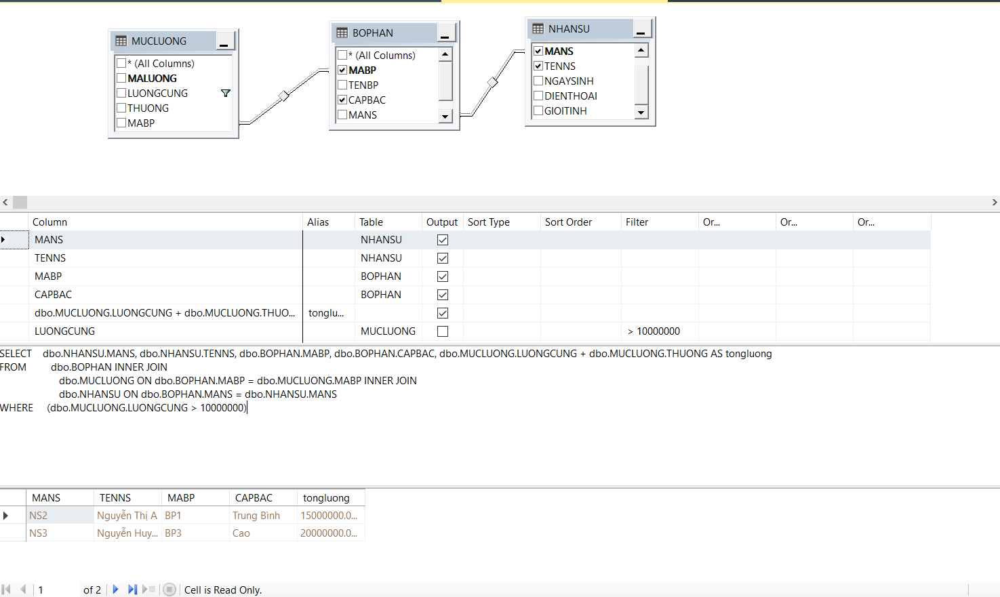 MUCLUONG
* (All Columns)
MALUONG
LUONGCUNG
THUONG
MABP
BOPHAN
* (All Columns)
MABP
TENBP
CAPBAC
MANS
NHANSU
MANS
TENNS
NGAYSINH
DIENTHOAI
GIOITINH
Column Alias Table Output Sort Type Sort Order Filter Or... Or... Or...
MANS NHANSU
TENNS NHANSU
MABP BOPHAN
CAPBAC BOPHAN
dbo.MUCLUONG.LUONGCUNG + dbo.MUCLUONG.THUO... tonglu...
LUONGCUNG MUCLUONG > 10000000
SELECT dbo.NHANSU.MANS, dbo.NHANSU.TENNS, dbo.BOPHAN.MABP, dbo.BOPHAN.CAPBAC, dbo.MUCLUONG.LUONGCUNG + dbo.MUCLUONG.THUONG AS tongluong
FROM dbo.BOPHAN INNER JOIN
dbo.MUCLUONG ON dbo.BOPHAN.MABP = dbo.MUCLUONG.MABP INNER JOIN
dbo.NHANSU ON dbo.BOPHAN.MANS = dbo.NHANSU.MANS
WHERE (dbo.MUCLUONG.LUONGCUNG > 10000000)
MANS TENNS MABP CAPBAC tongluong
NS2 Nguyễn Thị A BP1 Trung Bình 15000000.0...
NS3 Nguyễn Huy... BP3 Cao 20000000.0...
1 of 2 Cell is Read Only.